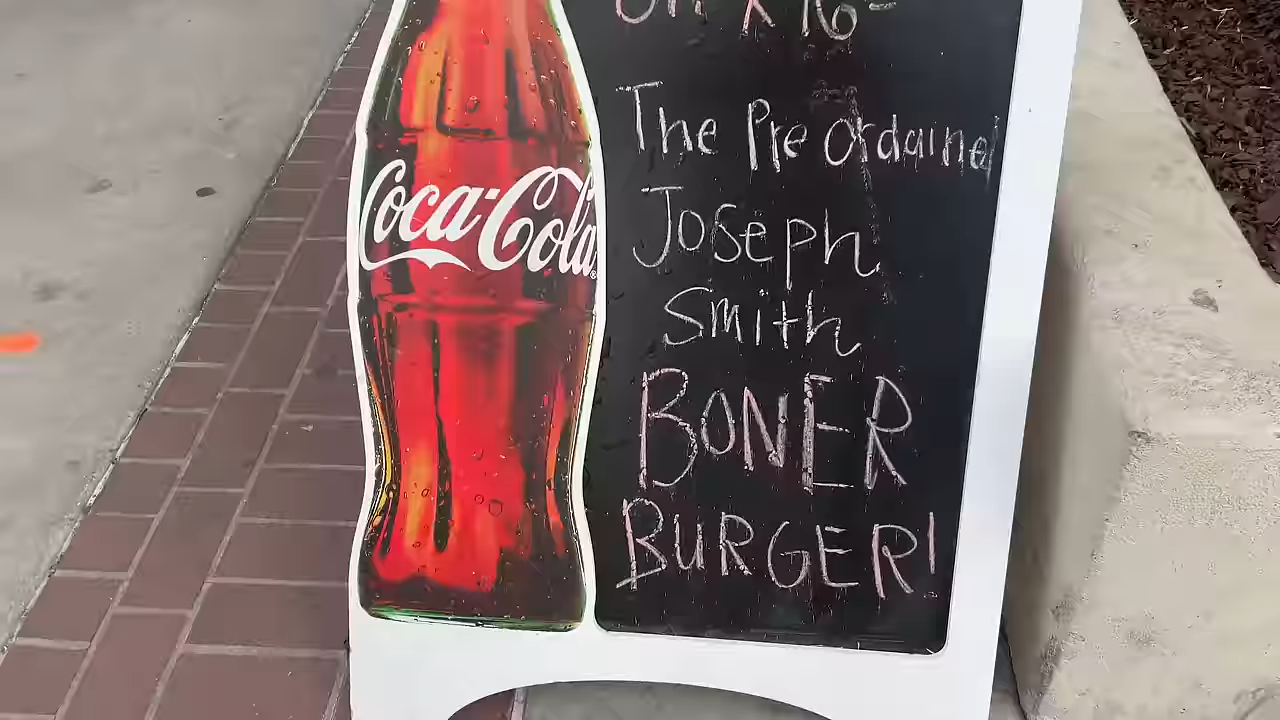 Coca-Cola
The Pre Ordained
Joseph
Smith
BONER
BURGER!